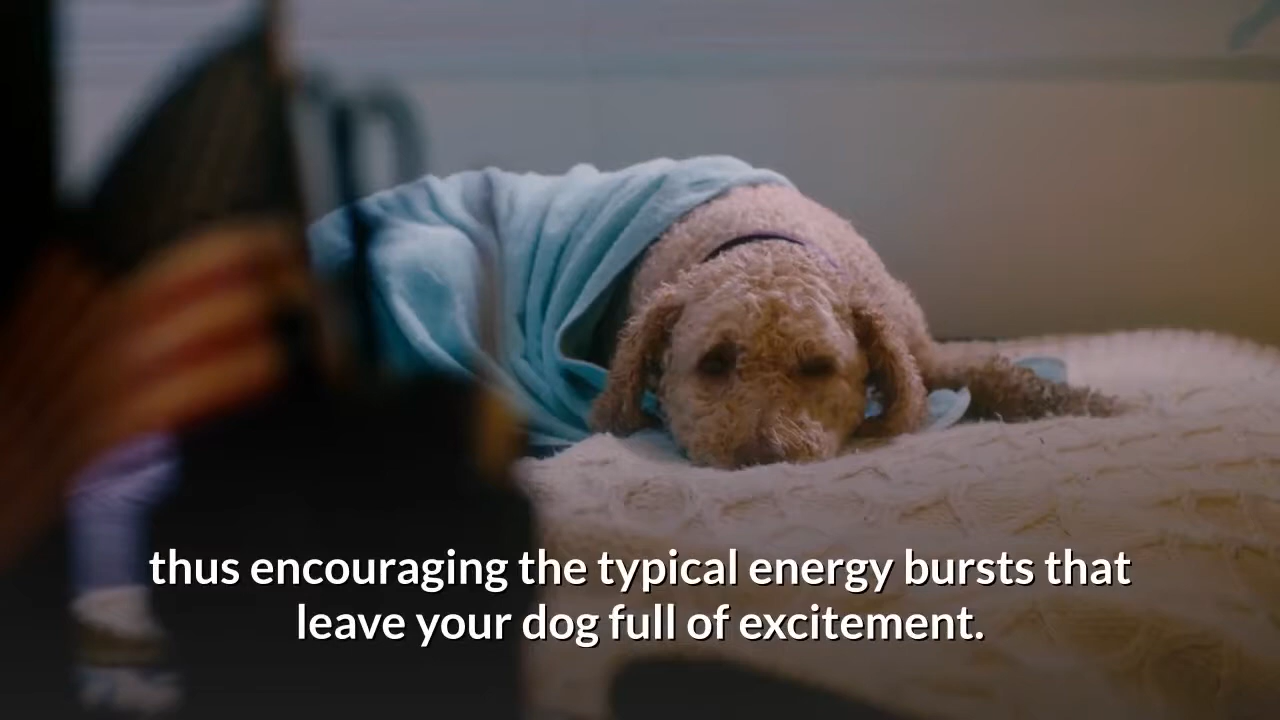 thus encouraging the typical energy bursts that
leave your dog full of excitement.